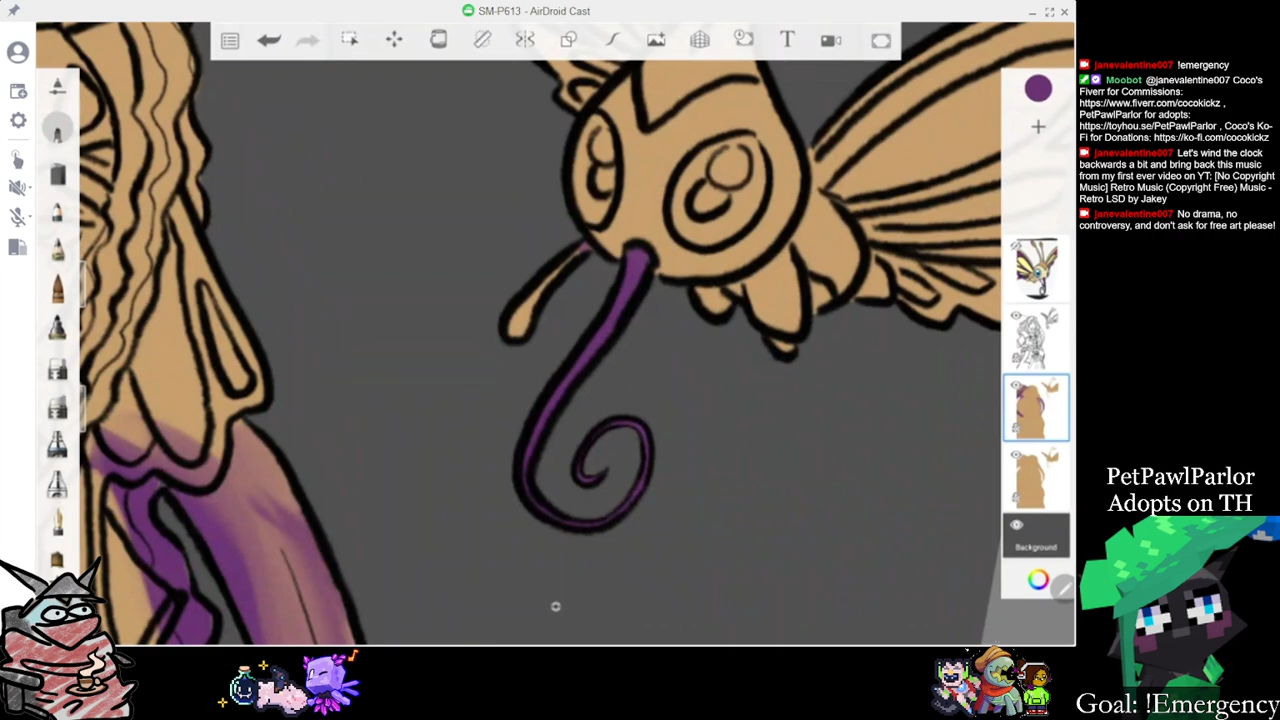 SM-P613 - AirDroid Cast
T
Background
janevalentine007 !emergency
Moobot @janevalentine007 Coco's
Fiverr for Commissions:
https://www.fiverr.com/cocokickz ,
PetPawlParlor for adopts:
https://toyhou.se/PetPawlParlor , Coco's Ko-
Fi for Donations: https://ko-fi.com/cocokickz
janevalentine007 Let's wind the clock
backwards a bit and bring back this music
from my first ever video on YT: [No Copyright
Music] Retro Music (Copyright Free) Music -
Retro LSD by Jakey
janevalentine007 No drama, no
controversy, and don't ask for free art please!
PetPawlParlor
Adopts on TH
Goal: !Emergency